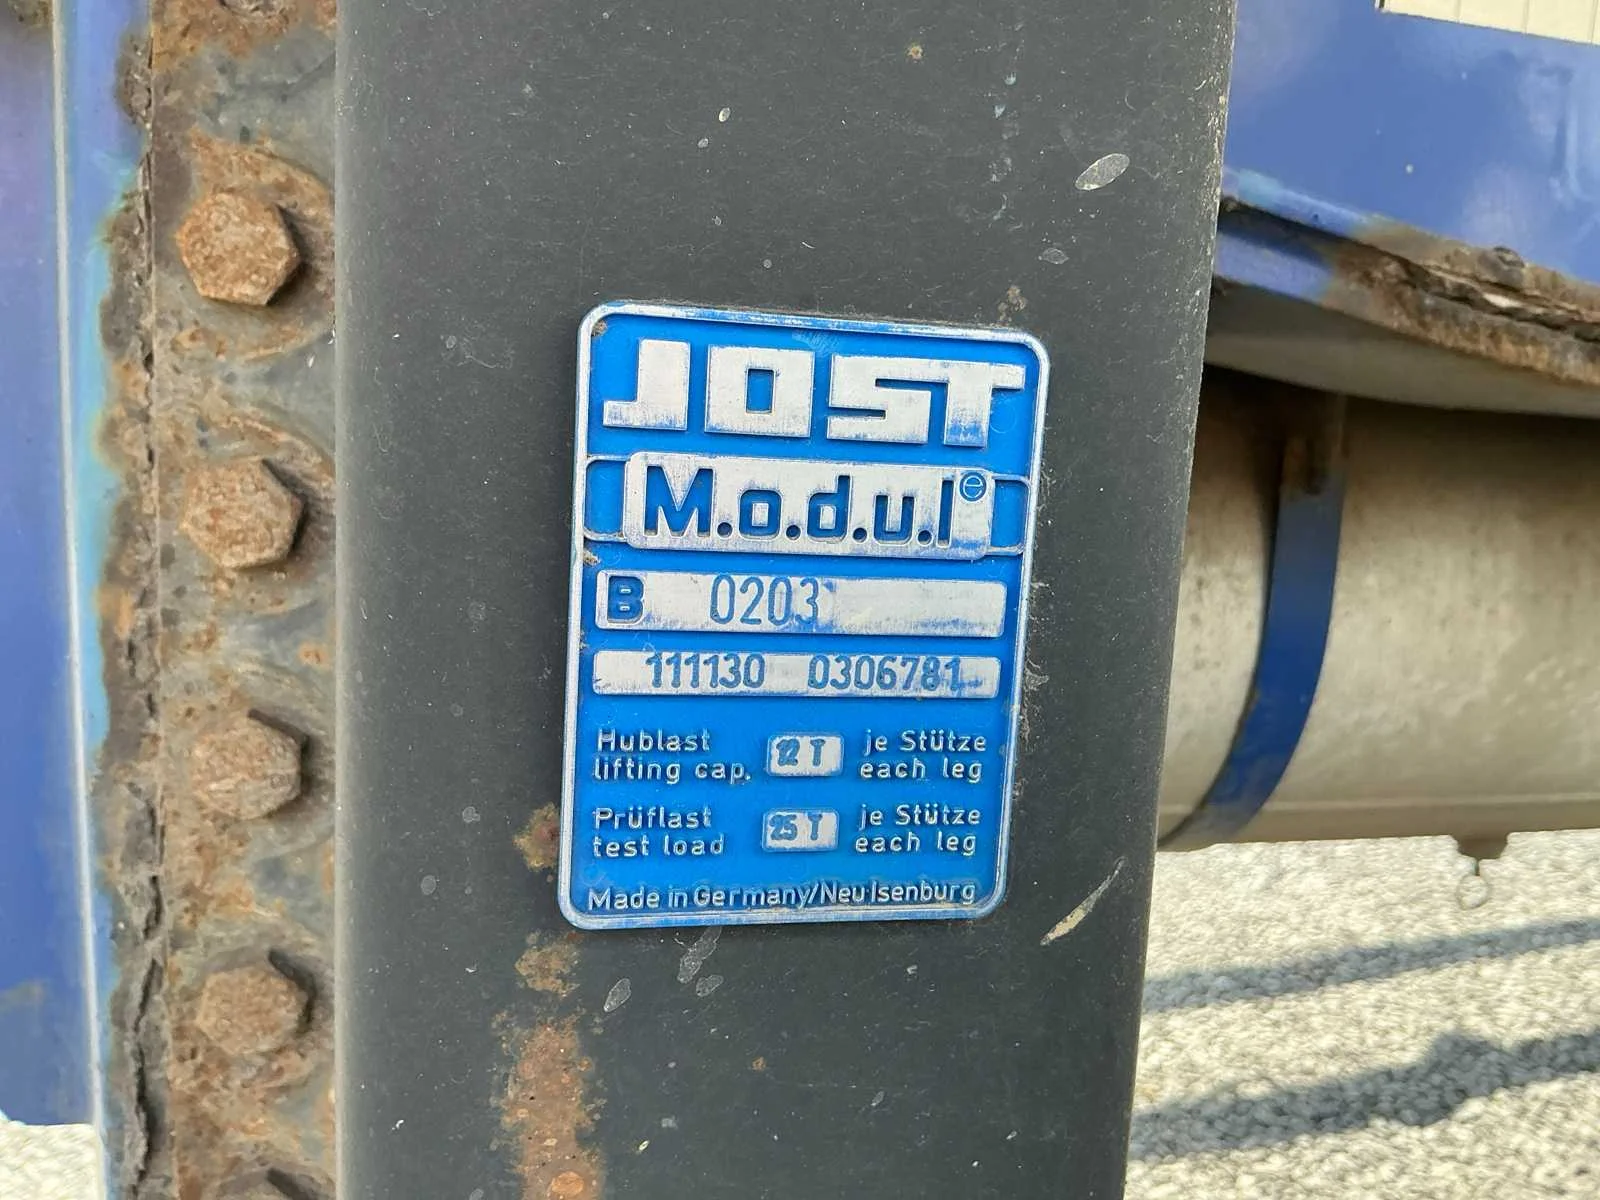 JOST
M.o.d.u.l e
B 0203
111130 0306781
Hublast 12 T je Stütze
lifting cap. each leg
Prüflast 25 T je Stütze
test load each leg
Made in Germany/Neu Isenburg